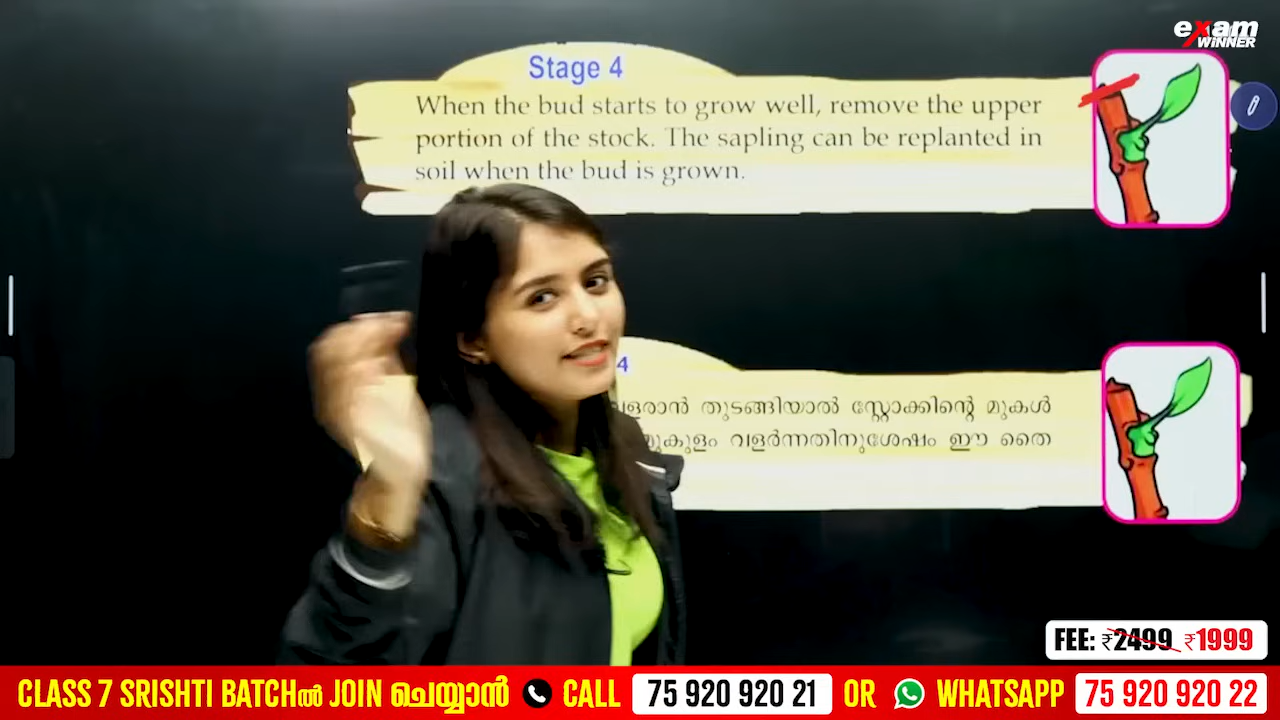 exam
WINNER
Stage 4
When the bud starts to grow well, remove the upper
portion of the stock. The sapling can be replanted in
soil when the bud is grown.
4
വളരാൻ തുടങ്ങിയാൽ സ്റ്റോക്കിന്റെ മുകൾ
വളർന്നതിനുശേഷം ഈ തൈ
FEE: ₹2499 ₹1999
CLASS 7 SRISHTI BATCHൽ JOIN ചെയ്യാൻ CALL 75 920 920 21 OR WHATSAPP 75 920 920 22